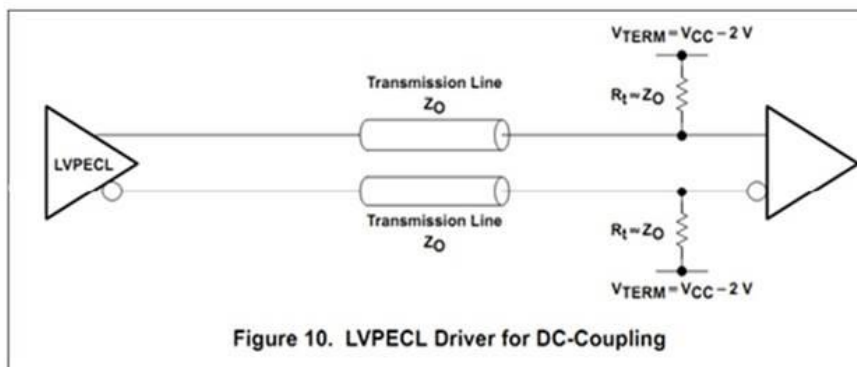 VTERM=VCC-2 V
Transmission Line
ZO
Rt≈ZO
LVPECL
Transmission Line
ZO
Rt≈ZO
VTERM=VCC-2 V
Figure 10. LVPECL Driver for DC-Coupling